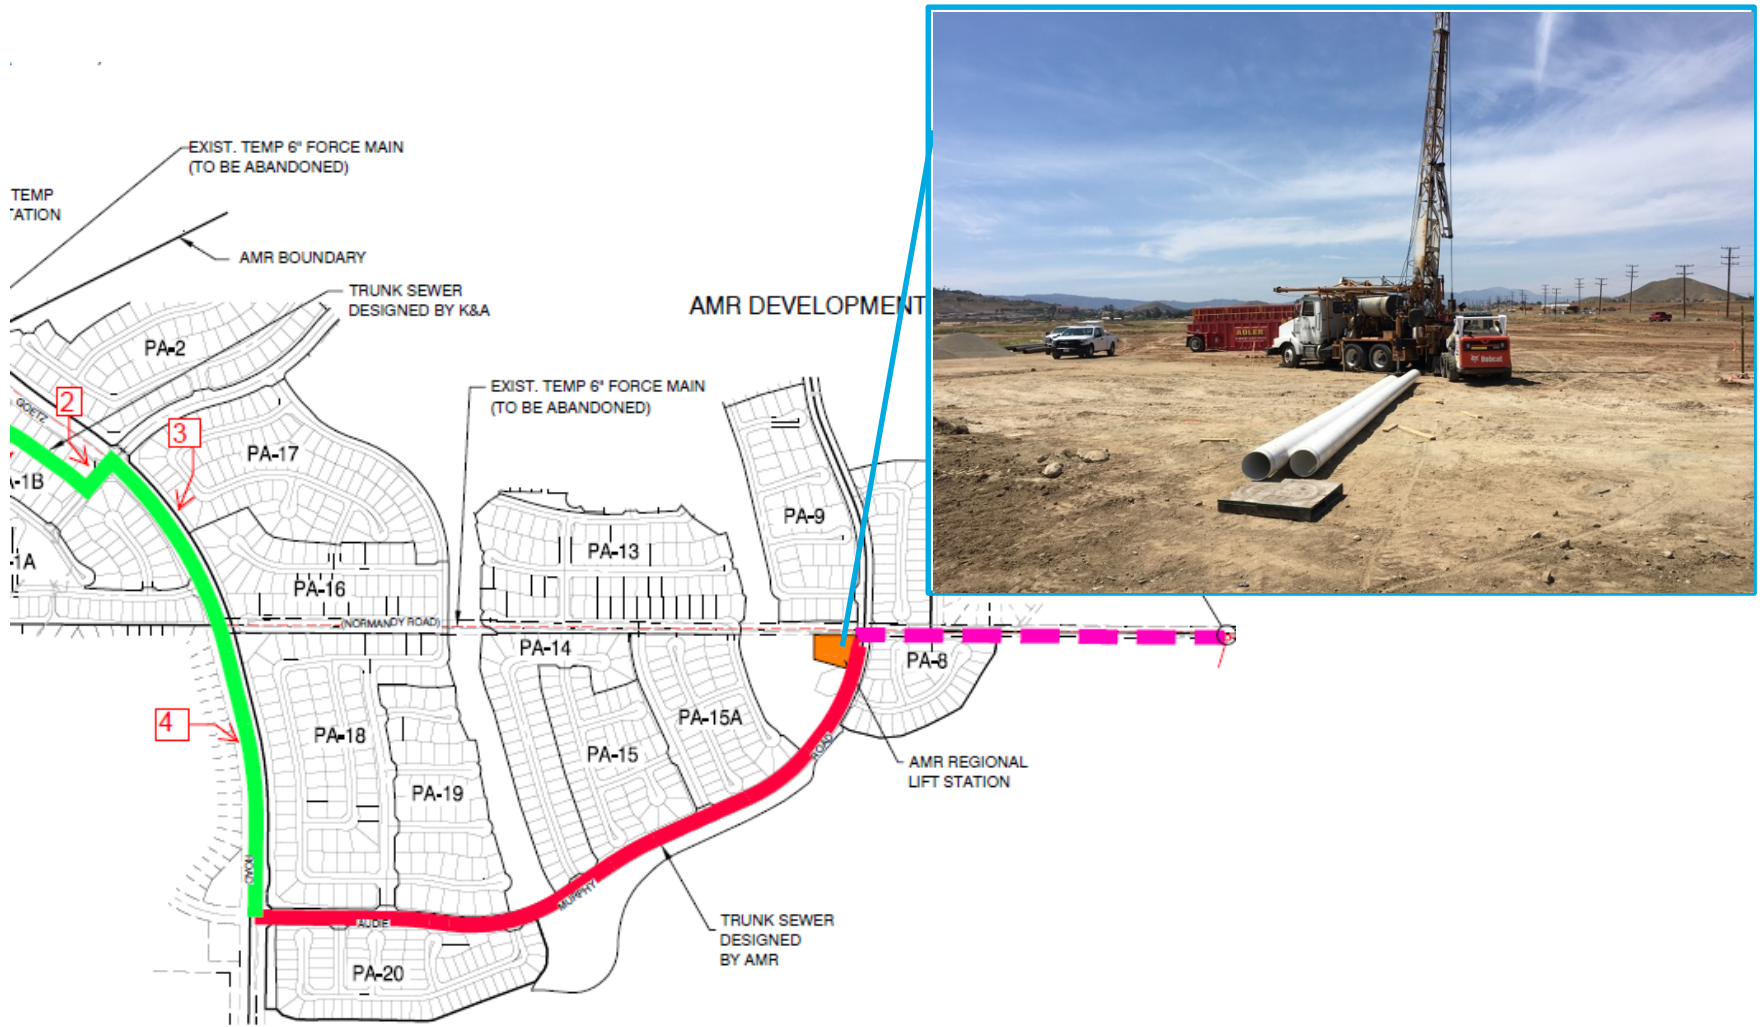 EXIST. TEMP 6" FORCE MAIN
(TO BE ABANDONED)
TEMP
TATION
AMR BOUNDARY
TRUNK SEWER
DESIGNED BY K&A
AMR DEVELOPMENT
PA-2
EXIST. TEMP 6" FORCE MAIN
(TO BE ABANDONED)
GOETZ
2
3
PA-17
-1B
PA-9
PA-13
-1A
PA-16
(NORMANDY ROAD)
PA-14
PA-8
4
PA-18
PA-15A
PA-15
ROAD
AMR REGIONAL
LIFT STATION
PA-19
ROAD
MURPHY
AUDIE
TRUNK SEWER
DESIGNED
BY AMR
PA-20
ADLER
Bobcat